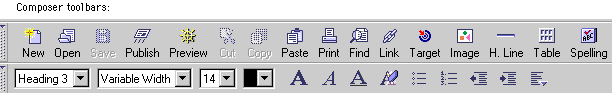 Composer toolbars:
New Open Save Publish Preview Cut Copy Paste Print Find Link Target Image H. Line Table Spelling
Heading 3 Variable Width 14 A A A